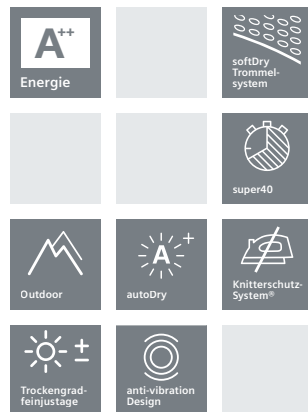 A++
Energie
softDry
Trommel-
system
super40
Outdoor
A+
autoDry
Knitterschutz-
System®
±
Trockengrad-
feinjustage
anti-vibration
Design